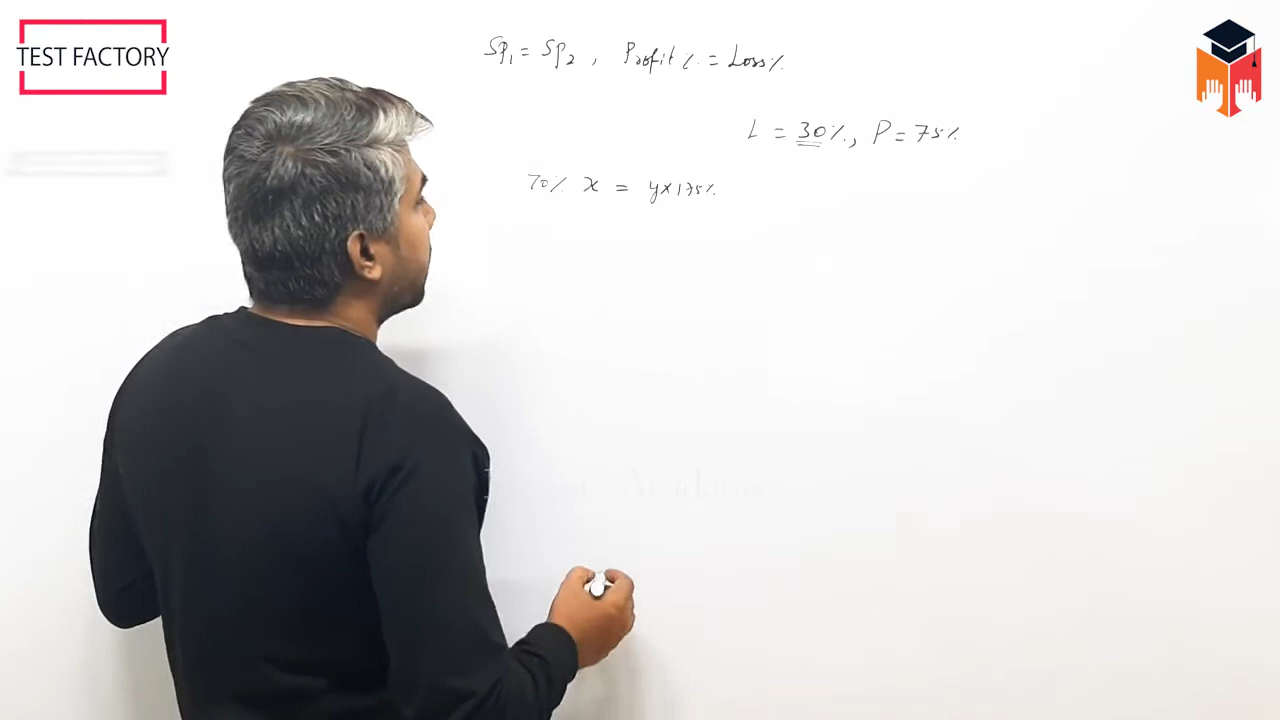 TEST FACTORY
SP₁ = SP₂ , Profit % = Loss %
L = 30% , P = 75%
70% x = y × 175%